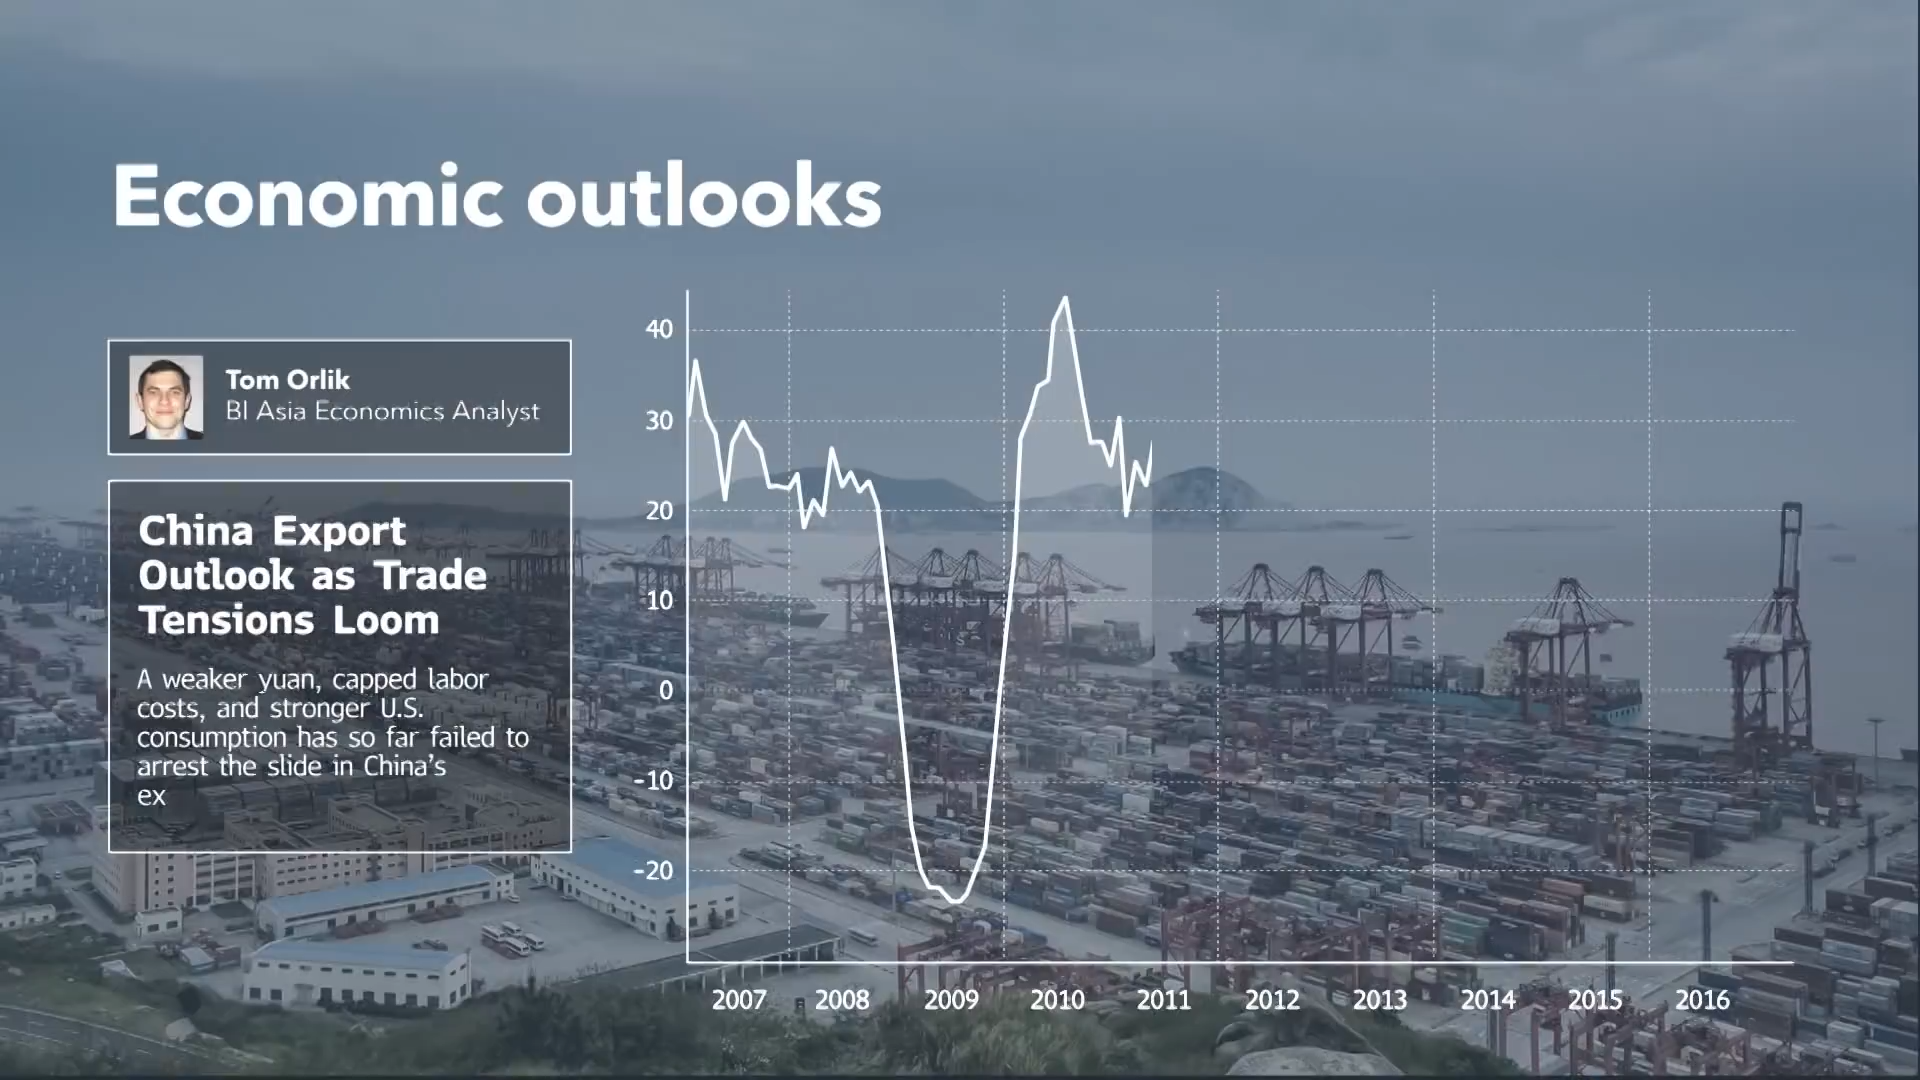 Economic outlooks
Tom Orlik
BI Asia Economics Analyst
China Export
Outlook as Trade
Tensions Loom
A weaker yuan, capped labor
costs, and stronger U.S.
consumption has so far failed to
arrest the slide in China's
ex
40
30
20
10
0
-10
-20
2007 2008 2009 2010 2011 2012 2013 2014 2015 2016